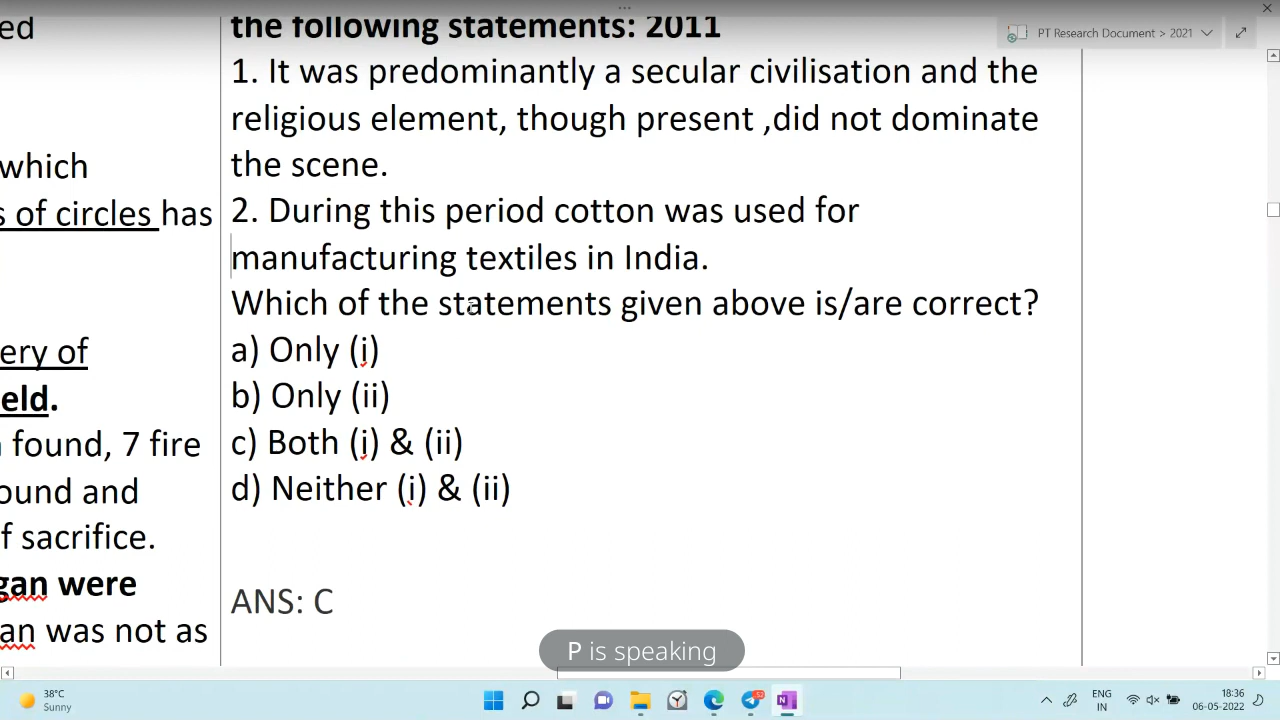 PT Research Document > 2021
ed
which
s of circles has
ery of
eld.
found, 7 fire
ound and
f sacrifice.
gan were
an was not as
the following statements: 2011
1. It was predominantly a secular civilisation and the
religious element, though present ,did not dominate
the scene.
2. During this period cotton was used for
manufacturing textiles in India.
Which of the statements given above is/are correct?
a) Only (i)
b) Only (ii)
c) Both (i) & (ii)
d) Neither (i) & (ii)
ANS: C
P is speaking
38°C
Sunny
ENG
IN
18:36
06-05-2022